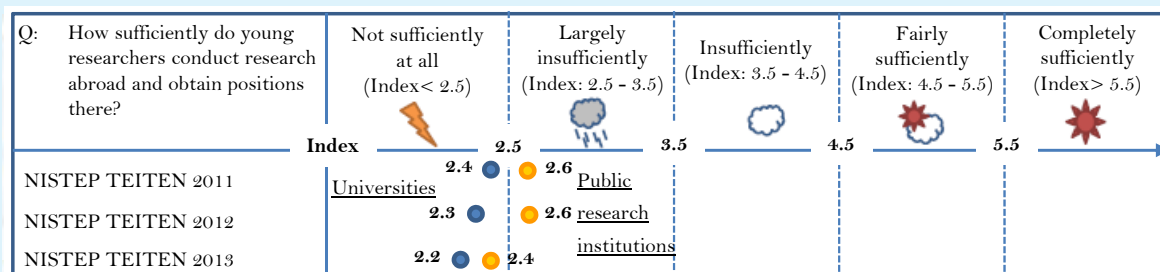 Q: How sufficiently do young
researchers conduct research
abroad and obtain positions
there?
Not sufficiently
at all
(Index< 2.5)
Largely
insufficiently
(Index: 2.5 - 3.5)
Insufficiently
(Index: 3.5 - 4.5)
Fairly
sufficiently
(Index: 4.5 - 5.5)
Completely
sufficiently
(Index> 5.5)
Index 2.5 3.5 4.5 5.5
NISTEP TEITEN 2011 2.4 2.6
Universities Public
NISTEP TEITEN 2012 2.3 2.6 research
institutions
NISTEP TEITEN 2013 2.2 2.4